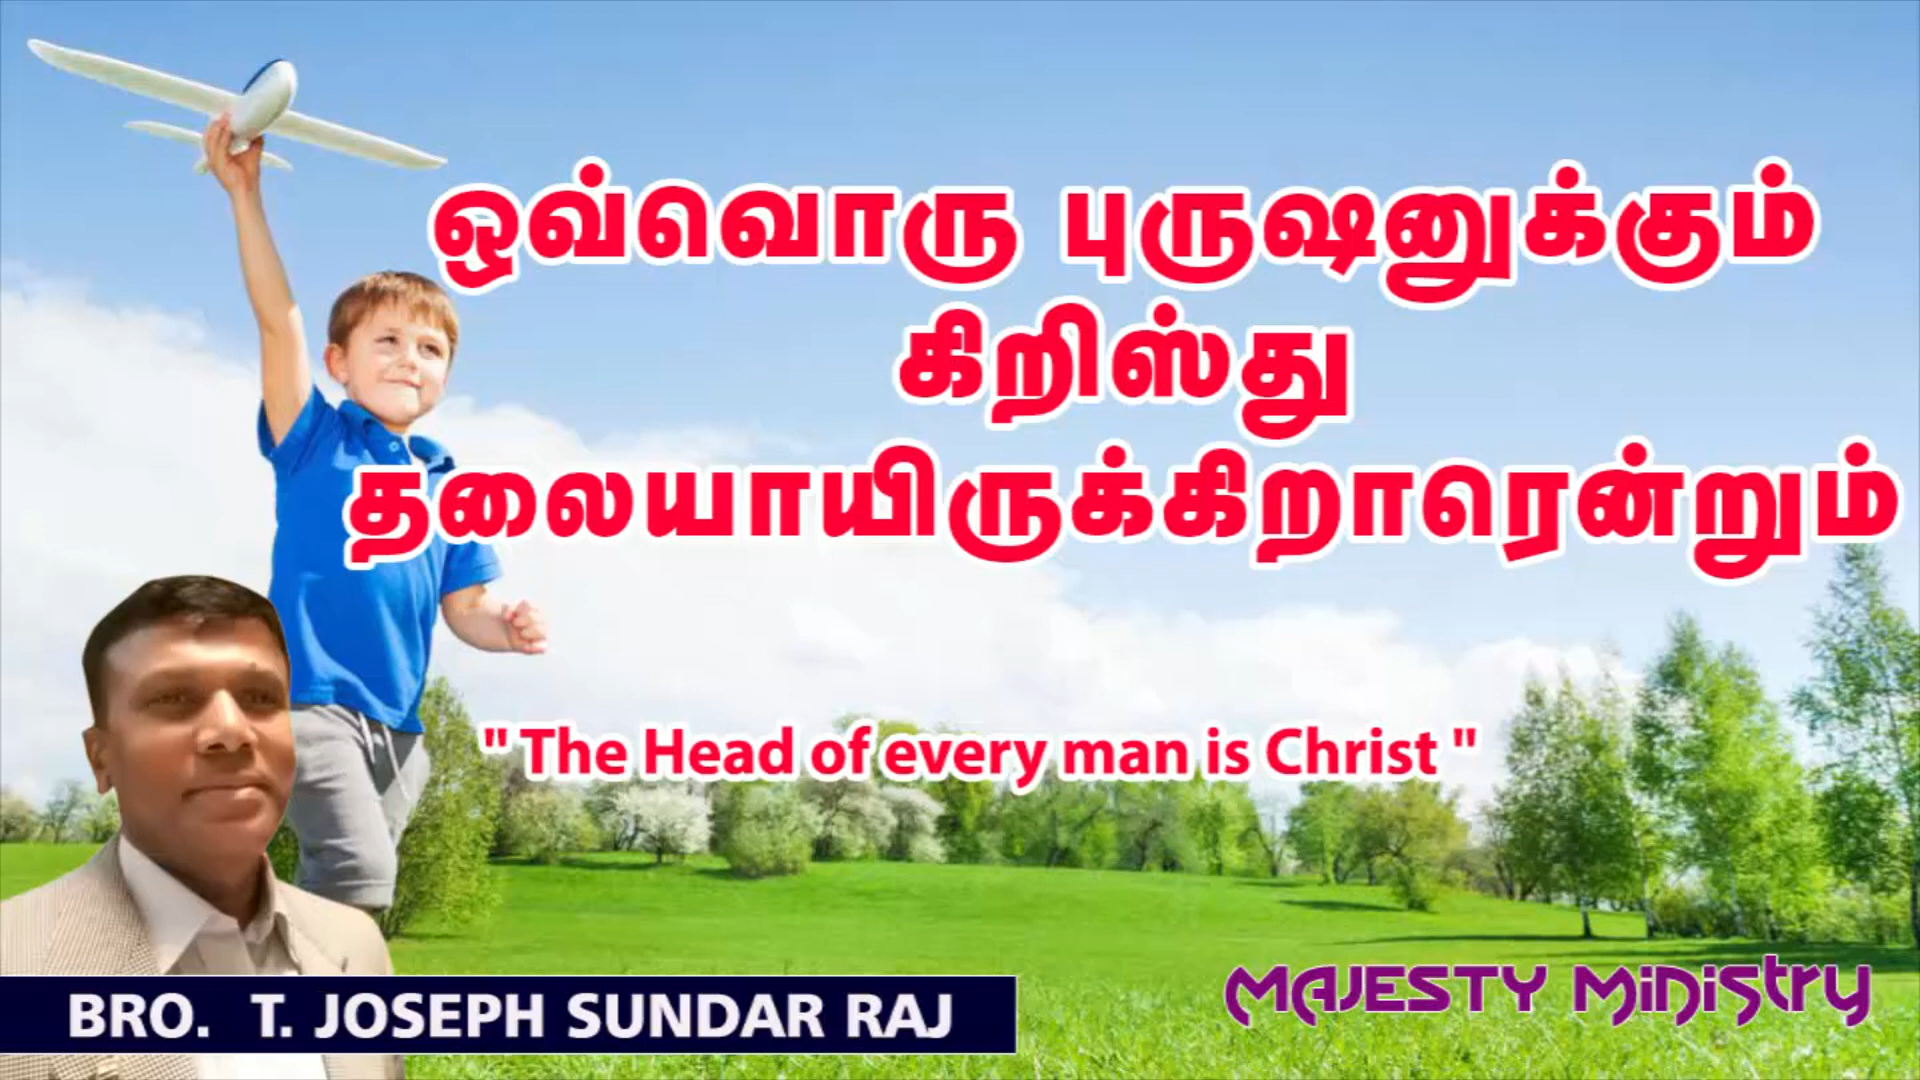 ஒவ்வொரு புருஷனுக்கும்
கிறிஸ்து
தலையாயிருக்கிறாரென்றும்
" The Head of every man is Christ "
BRO. T. JOSEPH SUNDAR RAJ
MAJESTY MiNiStry